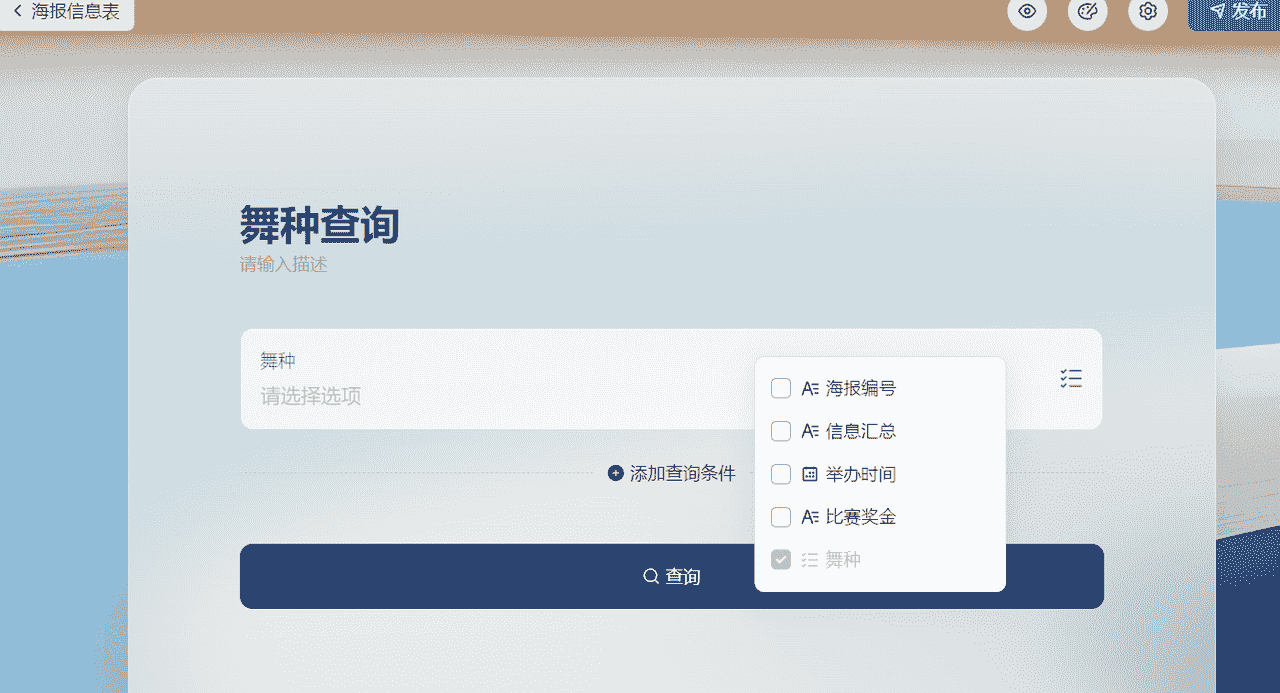 海报信息表
发布
舞种查询
请输入描述
舞种
请选择选项
海报编号
信息汇总
举办时间
比赛奖金
舞种
添加查询条件
查询